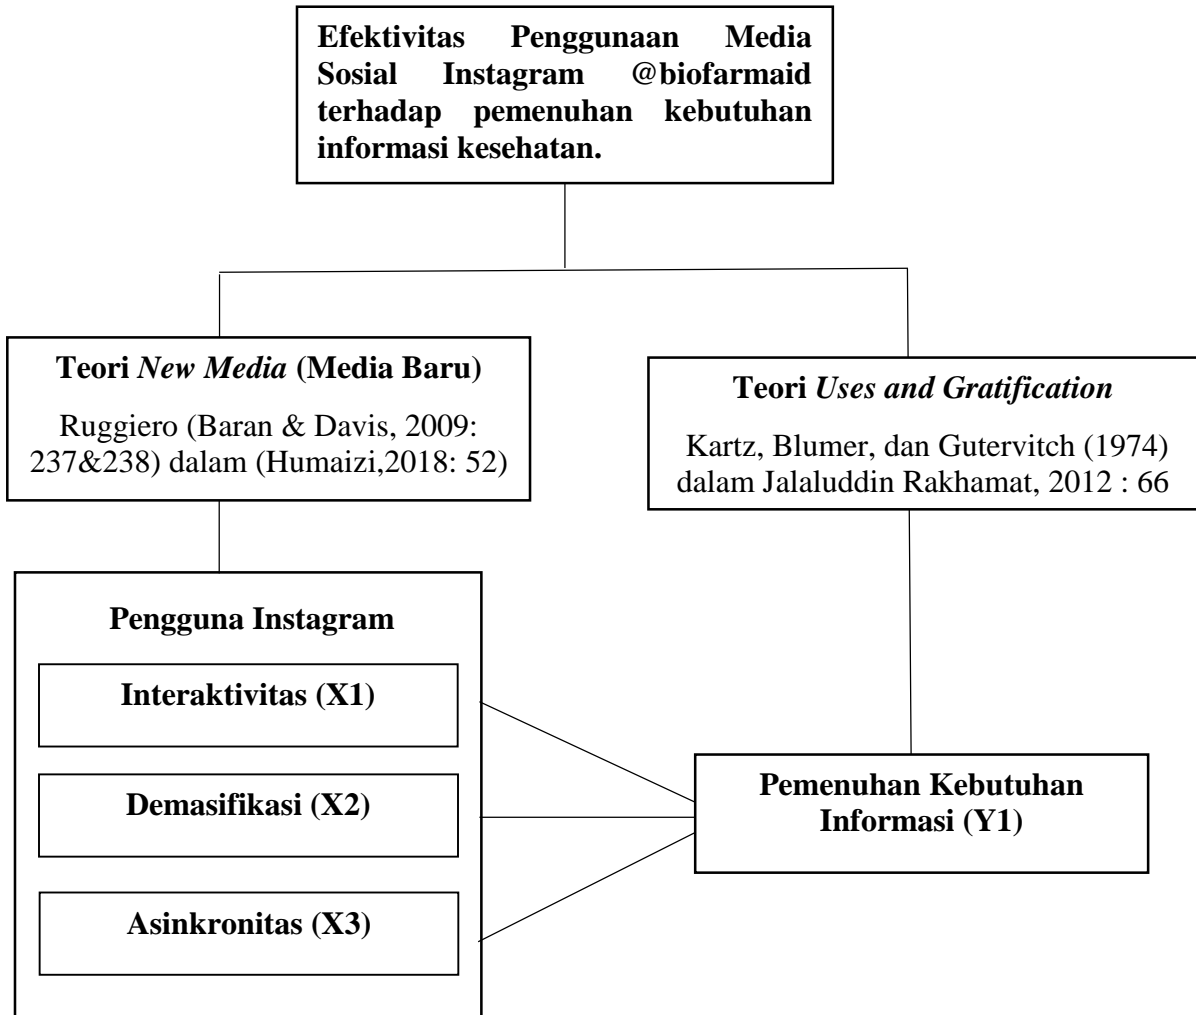 Efektivitas Penggunaan Media
Sosial Instagram @biofarmaid
terhadap pemenuhan kebutuhan
informasi kesehatan.
Teori New Media (Media Baru)
Ruggiero (Baran & Davis, 2009:
237&238) dalam (Humaizi,2018: 52)
Teori Uses and Gratification
Kartz, Blumer, dan Gutervitch (1974)
dalam Jalaluddin Rakhamat, 2012 : 66
Pengguna Instagram
Interaktivitas (X1)
Demasifikasi (X2)
Asinkronitas (X3)
Pemenuhan Kebutuhan
Informasi (Y1)